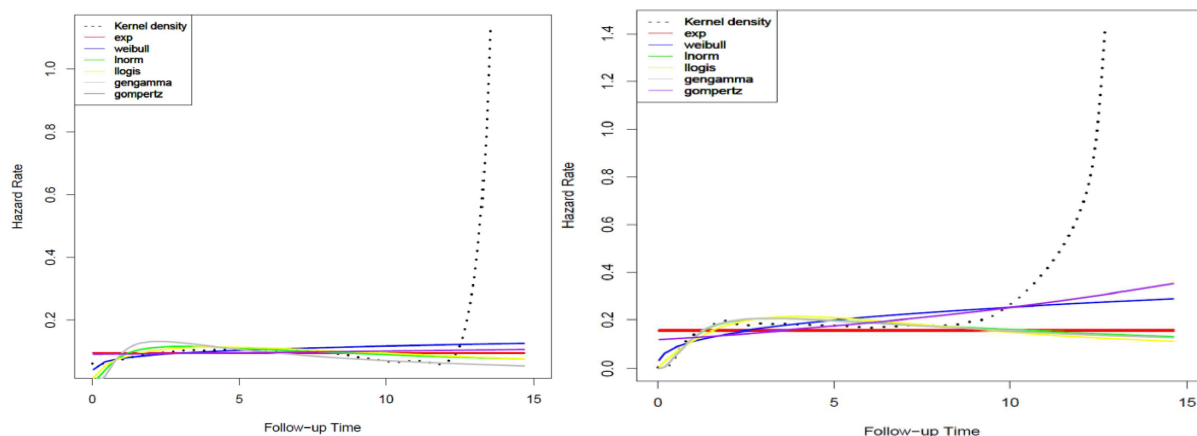 Kernel density
exp
weibull
lnorm
llogis
gengamma
gompertz
Hazard Rate
1.0
0.8
0.6
0.4
0.2
0
5
10
15
Follow-up Time
Kernel density
exp
weibull
lnorm
llogis
gengamma
gompertz
Hazard Rate
1.4
1.2
1.0
0.8
0.6
0.4
0.2
0.0
0
5
10
15
Follow-up Time